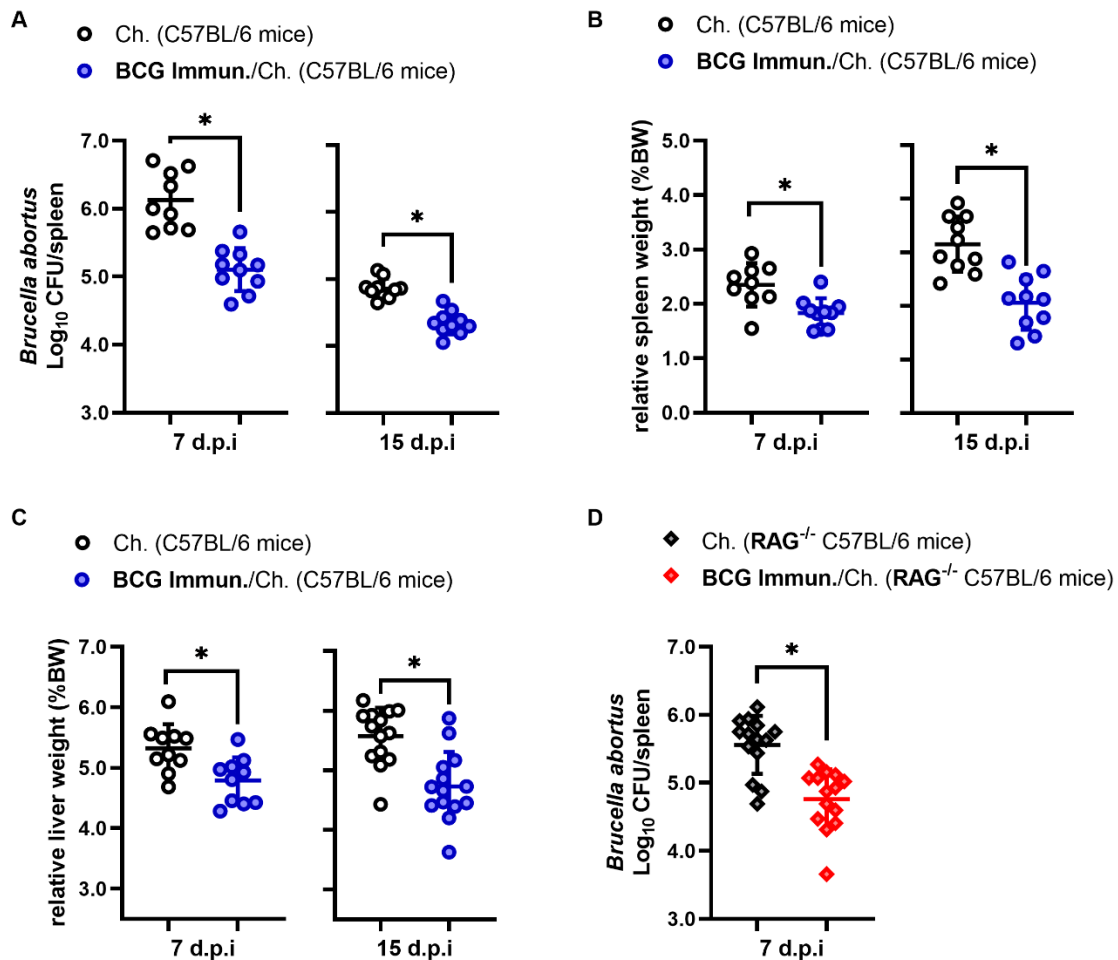 A
Ch. (C57BL/6 mice)
BCG Immun./Ch. (C57BL/6 mice)
Brucella abortus
Log10 CFU/spleen
7.0
6.0
5.0
4.0
3.0
*
*
7 d.p.i
15 d.p.i
B
Ch. (C57BL/6 mice)
BCG Immun./Ch. (C57BL/6 mice)
relative spleen weight (%BW)
5.0
4.0
3.0
2.0
1.0
0.0
*
*
7 d.p.i
15 d.p.i
C
Ch. (C57BL/6 mice)
BCG Immun./Ch. (C57BL/6 mice)
relative liver weight (%BW)
7.0
6.0
5.0
4.0
3.0
*
*
7 d.p.i
15 d.p.i
D
Ch. (RAG-/- C57BL/6 mice)
BCG Immun./Ch. (RAG-/- C57BL/6 mice)
Brucella abortus
Log10 CFU/spleen
7.0
6.0
5.0
4.0
3.0
*
7 d.p.i